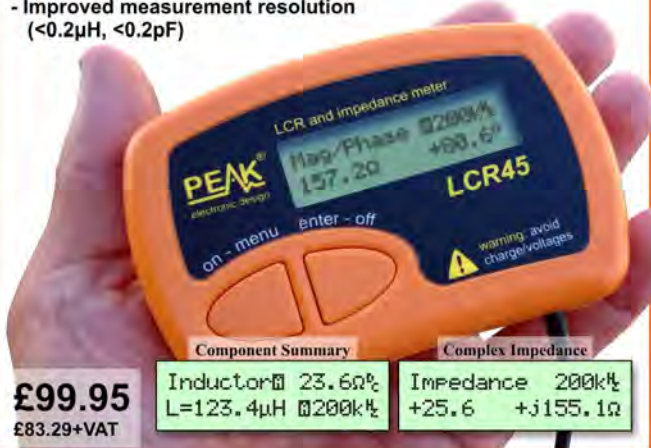 - Improved measurement resolution
(<0.2µH, <0.2pF)
LCR and impedance meter
PEAK®
electronic design
Mag/Phase @200kHz
157.2Ω +80.6°
LCR45
on - menu enter - off
warning: avoid
charge/voltages
Component Summary
Inductor@ 23.6ΩDC
L=123.4µH @200kHz
Complex Impedance
Impedance 200kHz
+25.6 +j155.1Ω
£99.95
£83.29+VAT